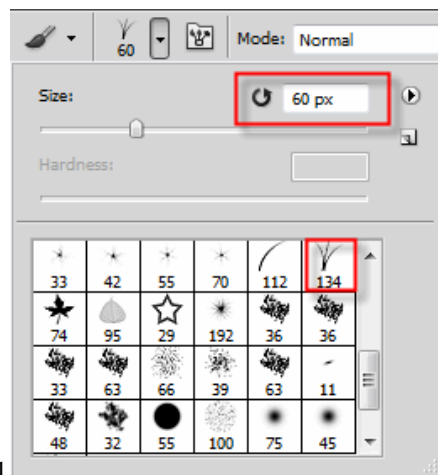 60 Mode: Normal
Size: 60 px
Hardness:
33 42 55 70 112 134
74 95 29 192 36 36
33 63 66 39 63 11
48 32 55 100 75 45